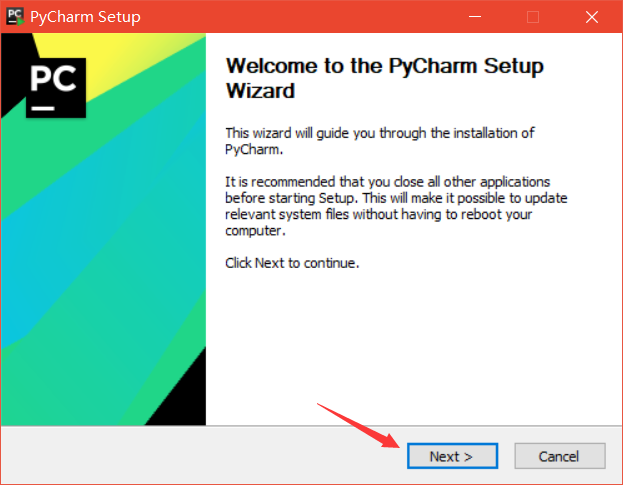 PyCharm Setup
PC
Welcome to the PyCharm Setup
Wizard
This wizard will guide you through the installation of
PyCharm.
It is recommended that you close all other applications
before starting Setup. This will make it possible to update
relevant system files without having to reboot your
computer.
Click Next to continue.
Next >
Cancel